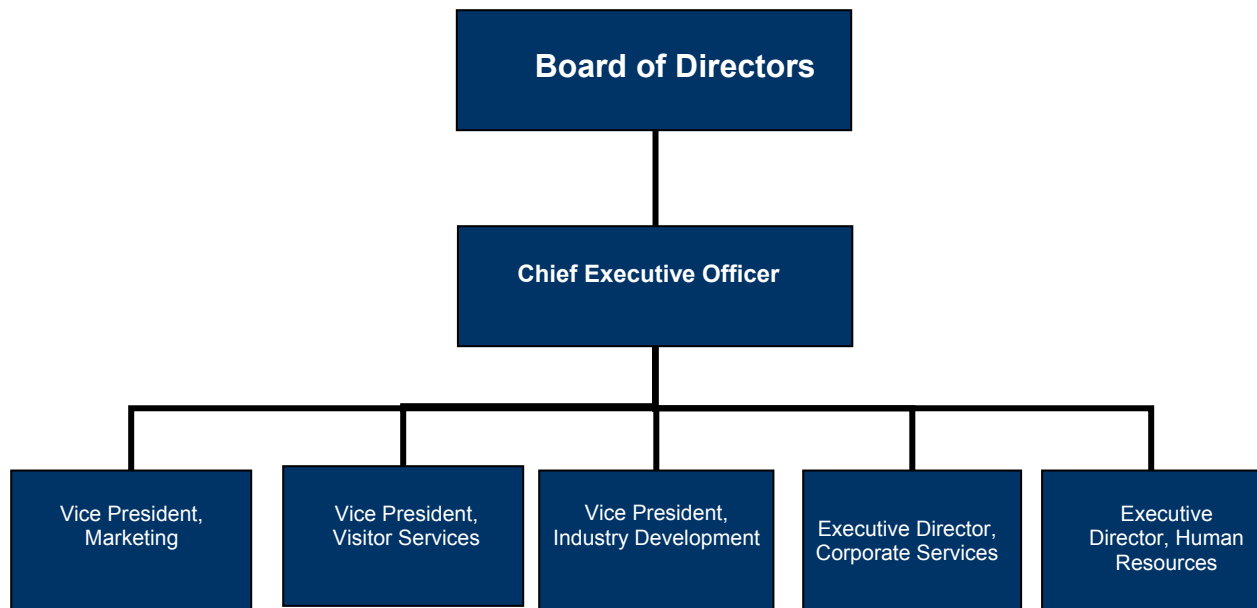 Board of Directors
Chief Executive Officer
Vice President,
Marketing
Vice President,
Visitor Services
Vice President,
Industry Development
Executive Director,
Corporate Services
Executive
Director, Human
Resources